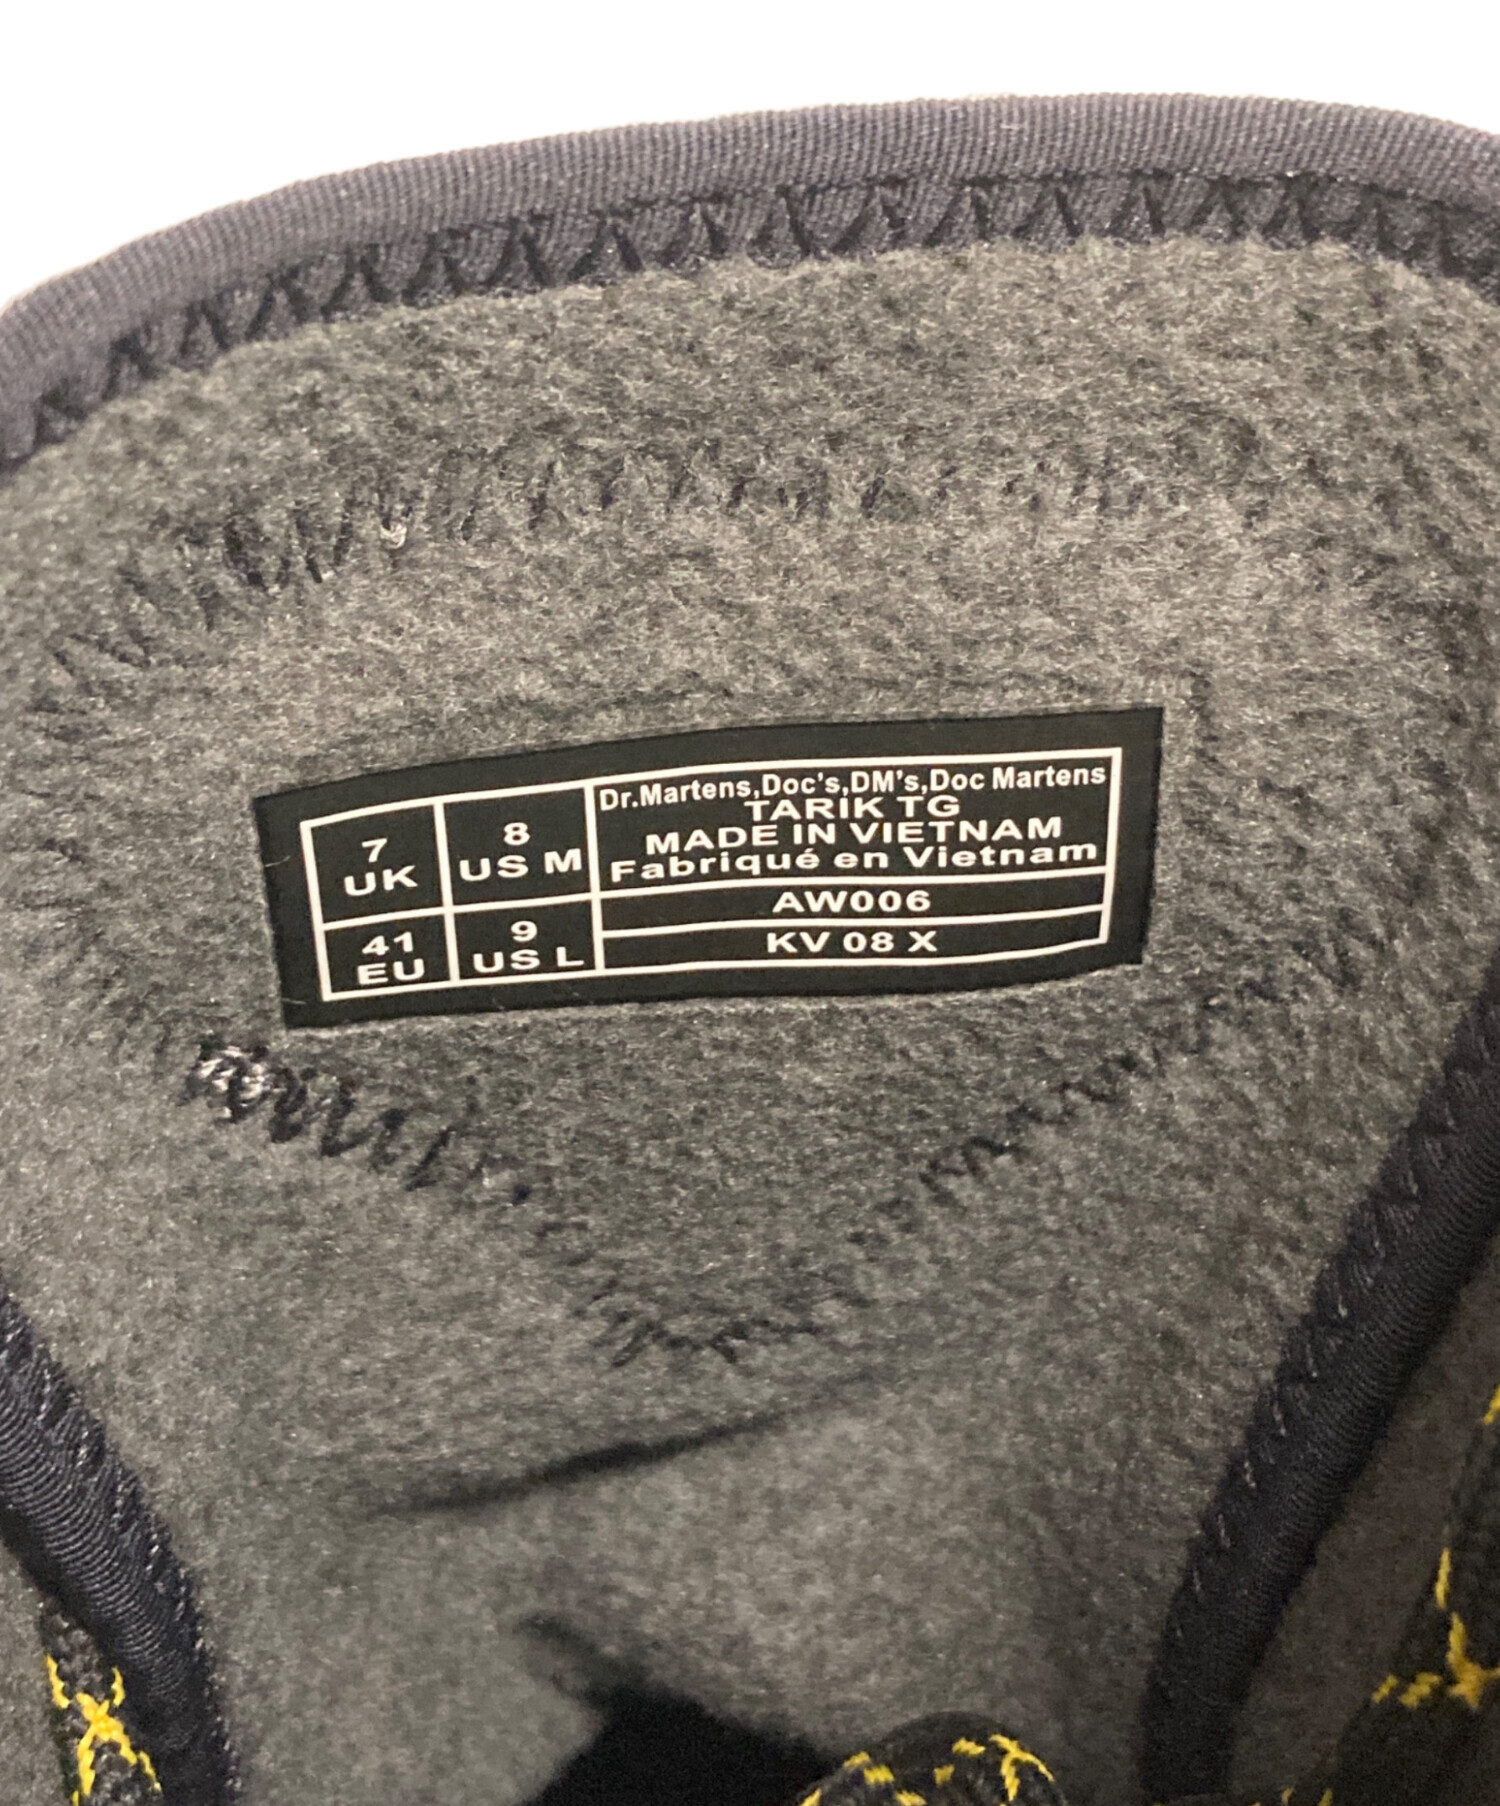 7
UK
8
US M
41
EU
9
US L
Dr.Martens,Doc's,DM's,Doc Martens
TARIK TG
MADE IN VIETNAM
Fabriqué en Vietnam
AW006
KV 08 X